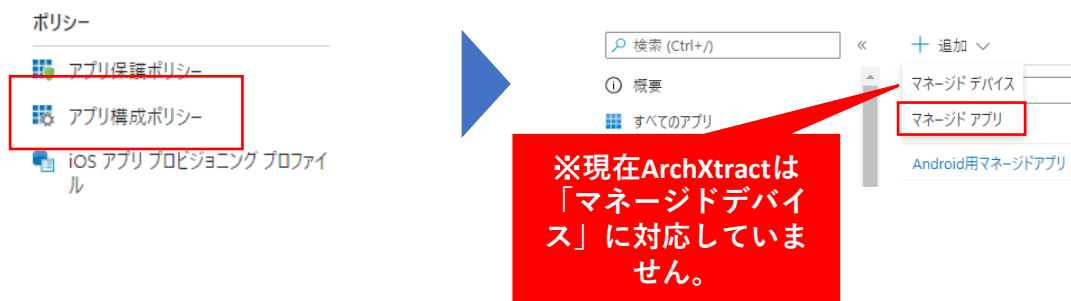 ポリシー
アプリ保護ポリシー
アプリ構成ポリシー
iOS アプリ プロビジョニング プロファイ
ル
検索 (Ctrl+/)
概要
すべてのアプリ
※現在ArchXtractは
「マネージドデバイ
ス」に対応していま
せん。
«
＋ 追加
マネージド デバイス
マネージド アプリ
Android用マネージドアプリ